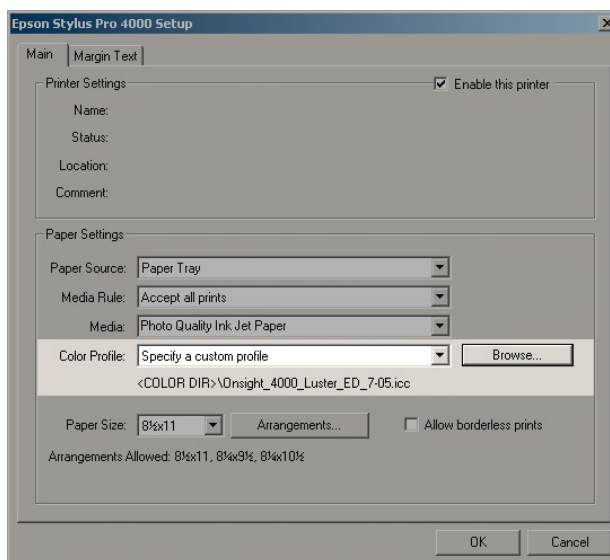 Epson Stylus Pro 4000 Setup
Main
Margin Text
Printer Settings
Enable this printer
Name:
Status:
Location:
Comment:
Paper Settings
Paper Source: Paper Tray
Media Rule: Accept all prints
Media: Photo Quality Ink Jet Paper
Color Profile: Specify a custom profile Browse...
<COLOR DIR>\Onsight_4000_Luster_ED_7-05.icc
Paper Size: 8½x11 Arrangements... Allow borderless prints
Arrangements Allowed: 8½x11, 8¼x9½, 8¼x10½
OK Cancel